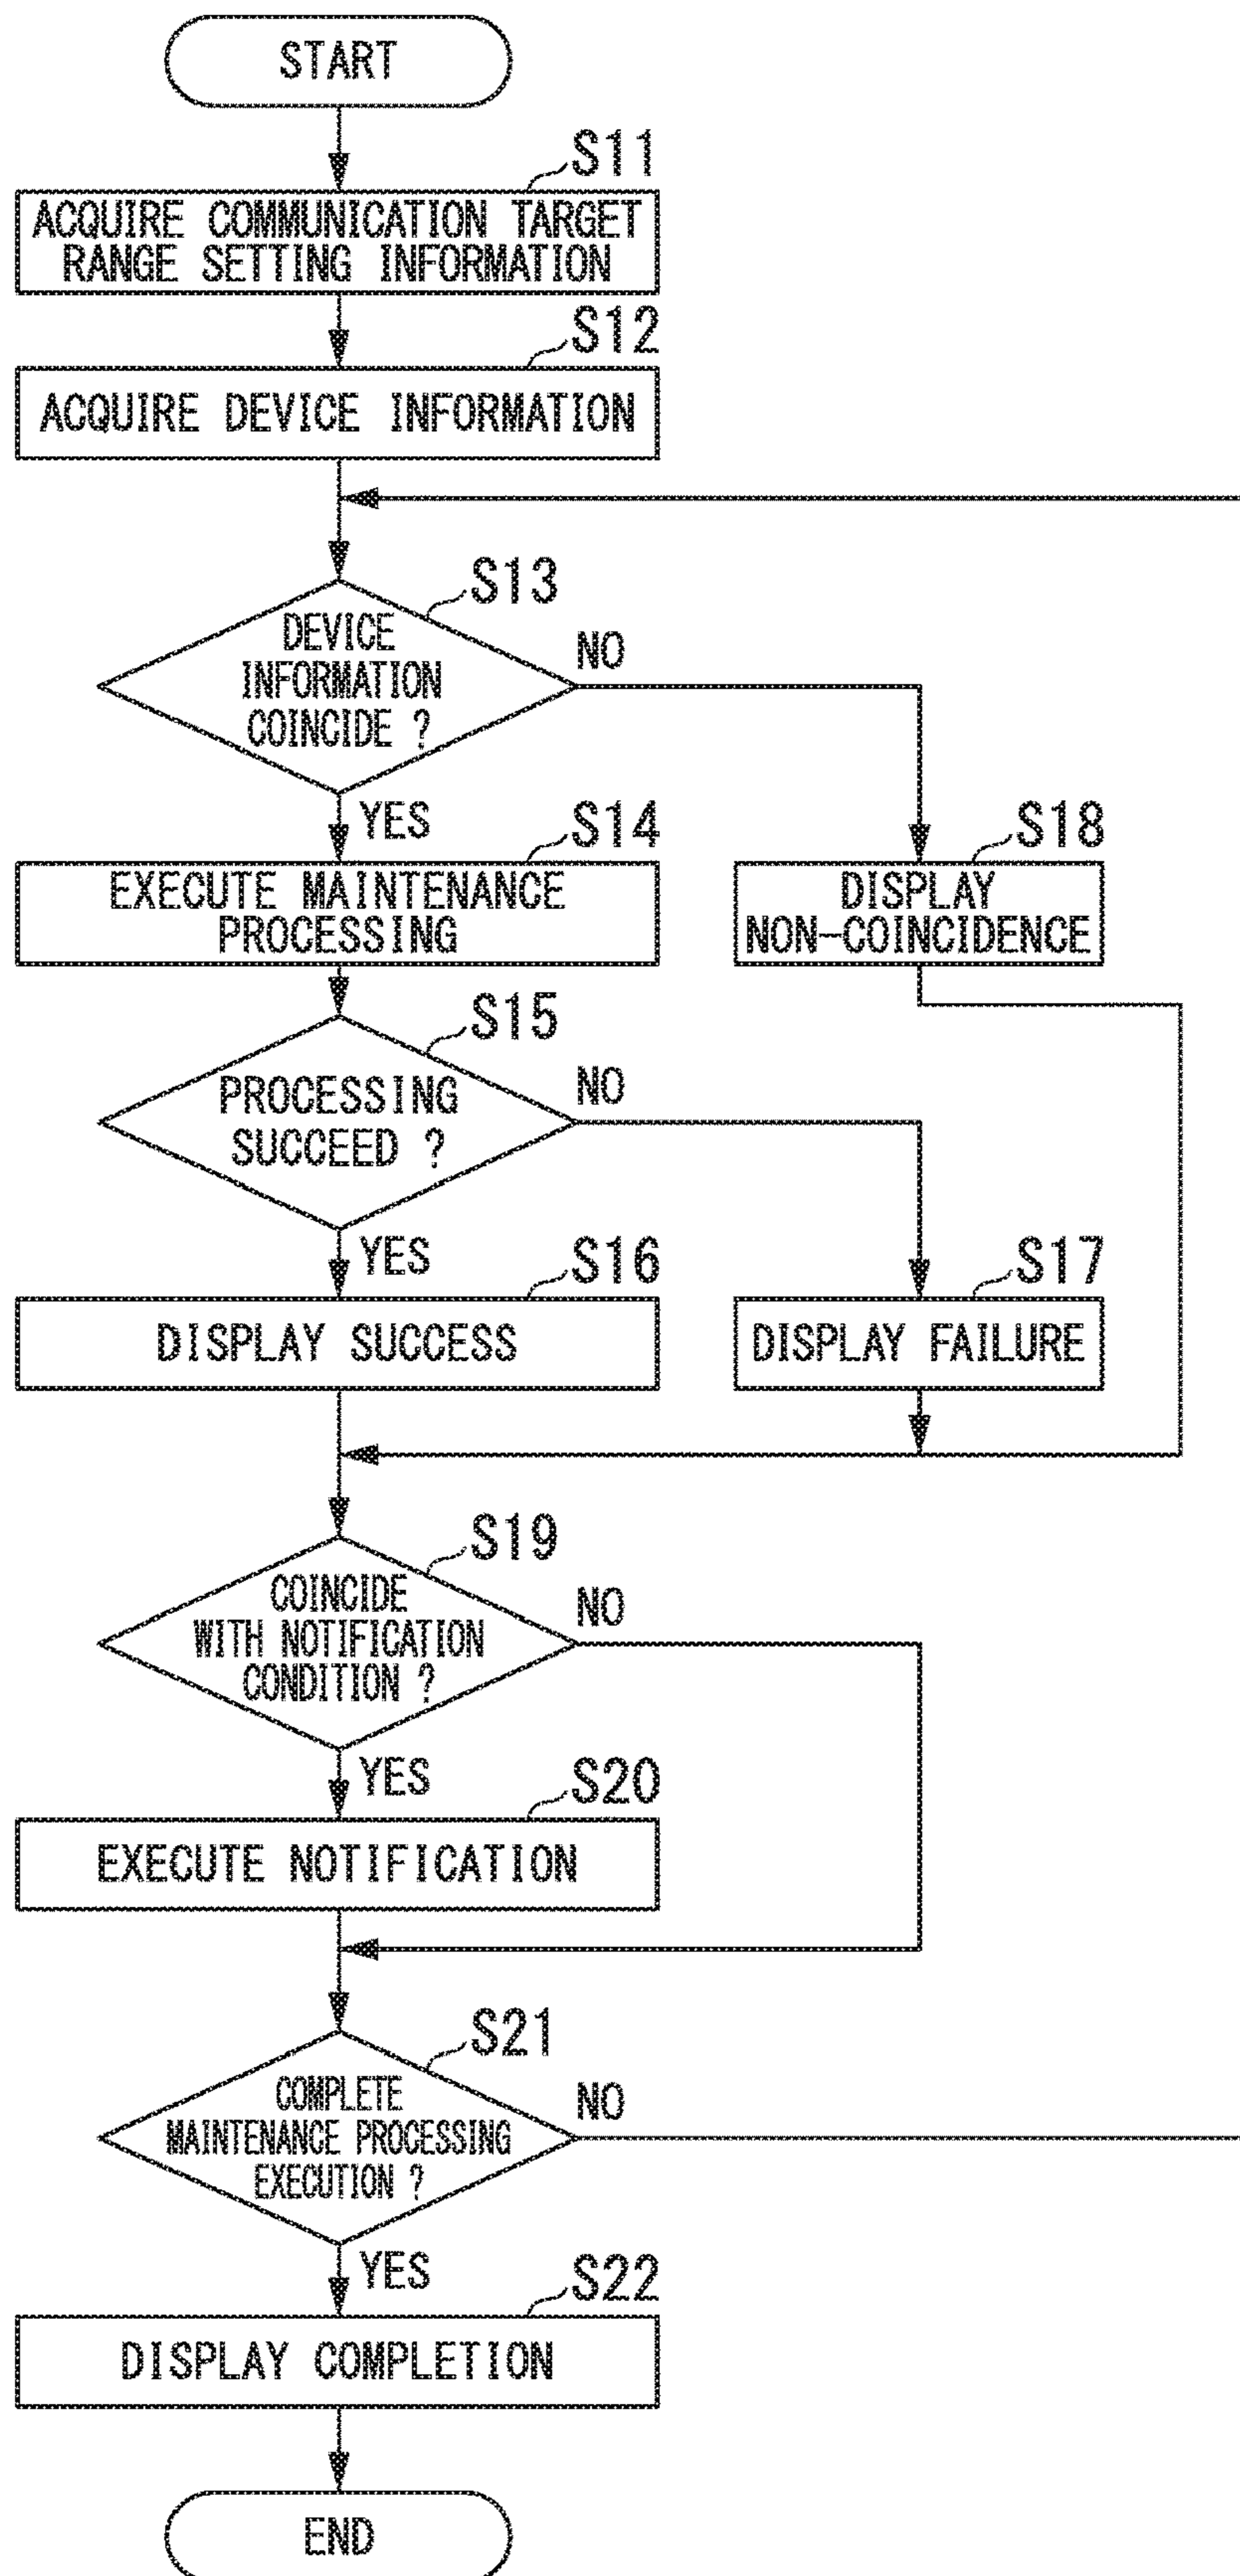 START
S11
ACQUIRE COMMUNICATION TARGET
RANGE SETTING INFORMATION
S12
ACQUIRE DEVICE INFORMATION
S13
DEVICE
INFORMATION
COINCIDE ?
NO
YES
S14
EXECUTE MAINTENANCE
PROCESSING
S18
DISPLAY
NON-COINCIDENCE
S15
PROCESSING
SUCCEED ?
NO
YES
S16
DISPLAY SUCCESS
S17
DISPLAY FAILURE
S19
COINCIDE
WITH NOTIFICATION
CONDITION ?
NO
YES
S20
EXECUTE NOTIFICATION
S21
COMPLETE
MAINTENANCE PROCESSING
EXECUTION ?
NO
YES
S22
DISPLAY COMPLETION
END